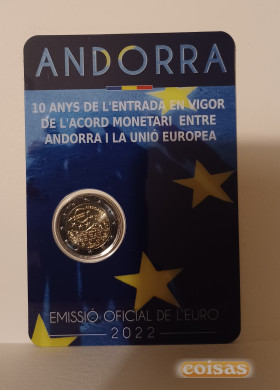 ANDORRA
10 ANYS DE L'ENTRADA EN VIGOR
DE L'ACORD MONETARI ENTRE
ANDORRA I LA UNIÓ EUROPEA
EMISSIÓ OFICIAL DE L'EURO
2022
coisas